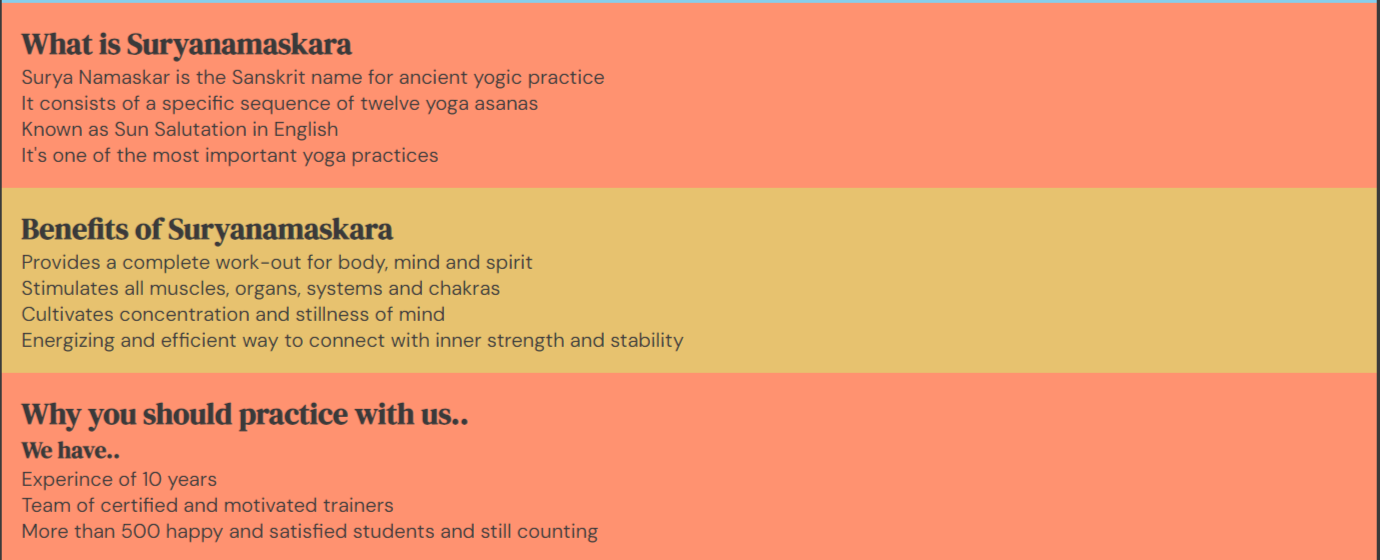 What is Suryanamaskara
Surya Namaskar is the Sanskrit name for ancient yogic practice
It consists of a specific sequence of twelve yoga asanas
Known as Sun Salutation in English
It's one of the most important yoga practices
Benefits of Suryanamaskara
Provides a complete work-out for body, mind and spirit
Stimulates all muscles, organs, systems and chakras
Cultivates concentration and stillness of mind
Energizing and efficient way to connect with inner strength and stability
Why you should practice with us..
We have..
Experince of 10 years
Team of certified and motivated trainers
More than 500 happy and satisfied students and still counting